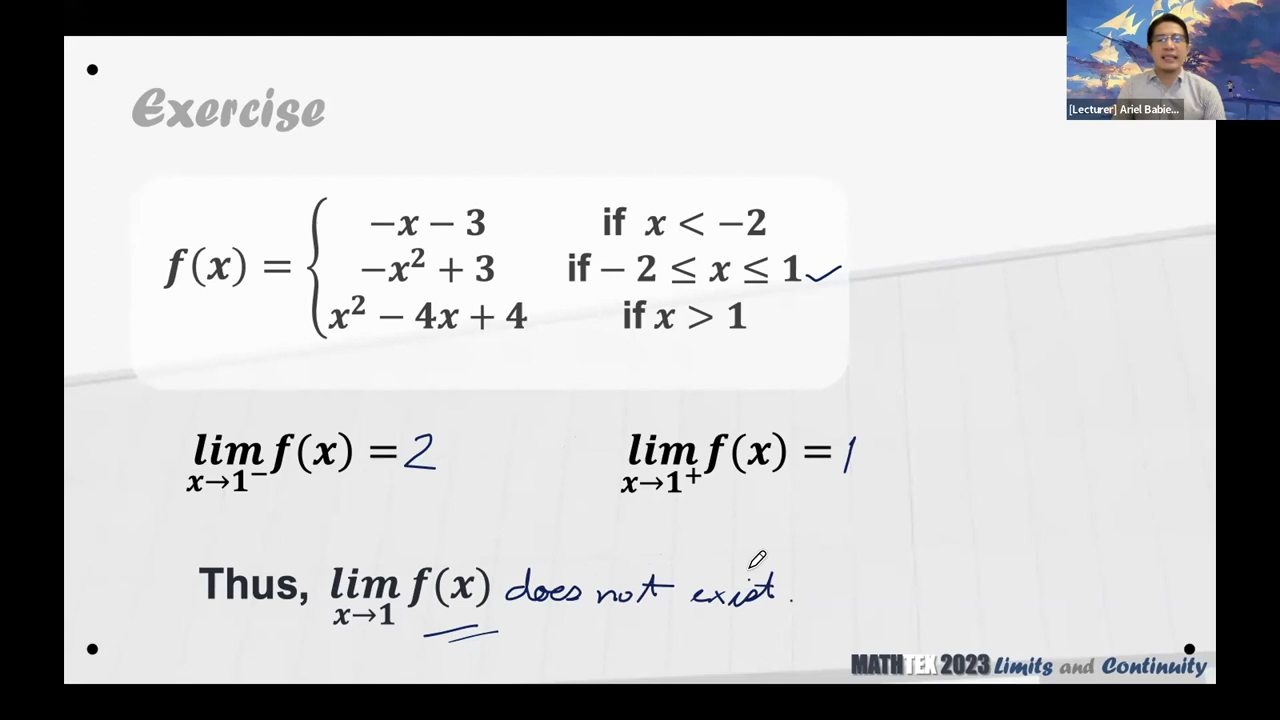 [Lecturer] Ariel Babie...
Exercise
f(x) = { −x − 3 if x < −2
−x² + 3 if − 2 ≤ x ≤ 1 ✓
x² − 4x + 4 if x > 1
lim x→1⁻ f(x) = 2 lim x→1⁺ f(x) = 1
Thus, lim x→1 f(x) does not exist.
MATHTEX 2023 Limits and Continuity